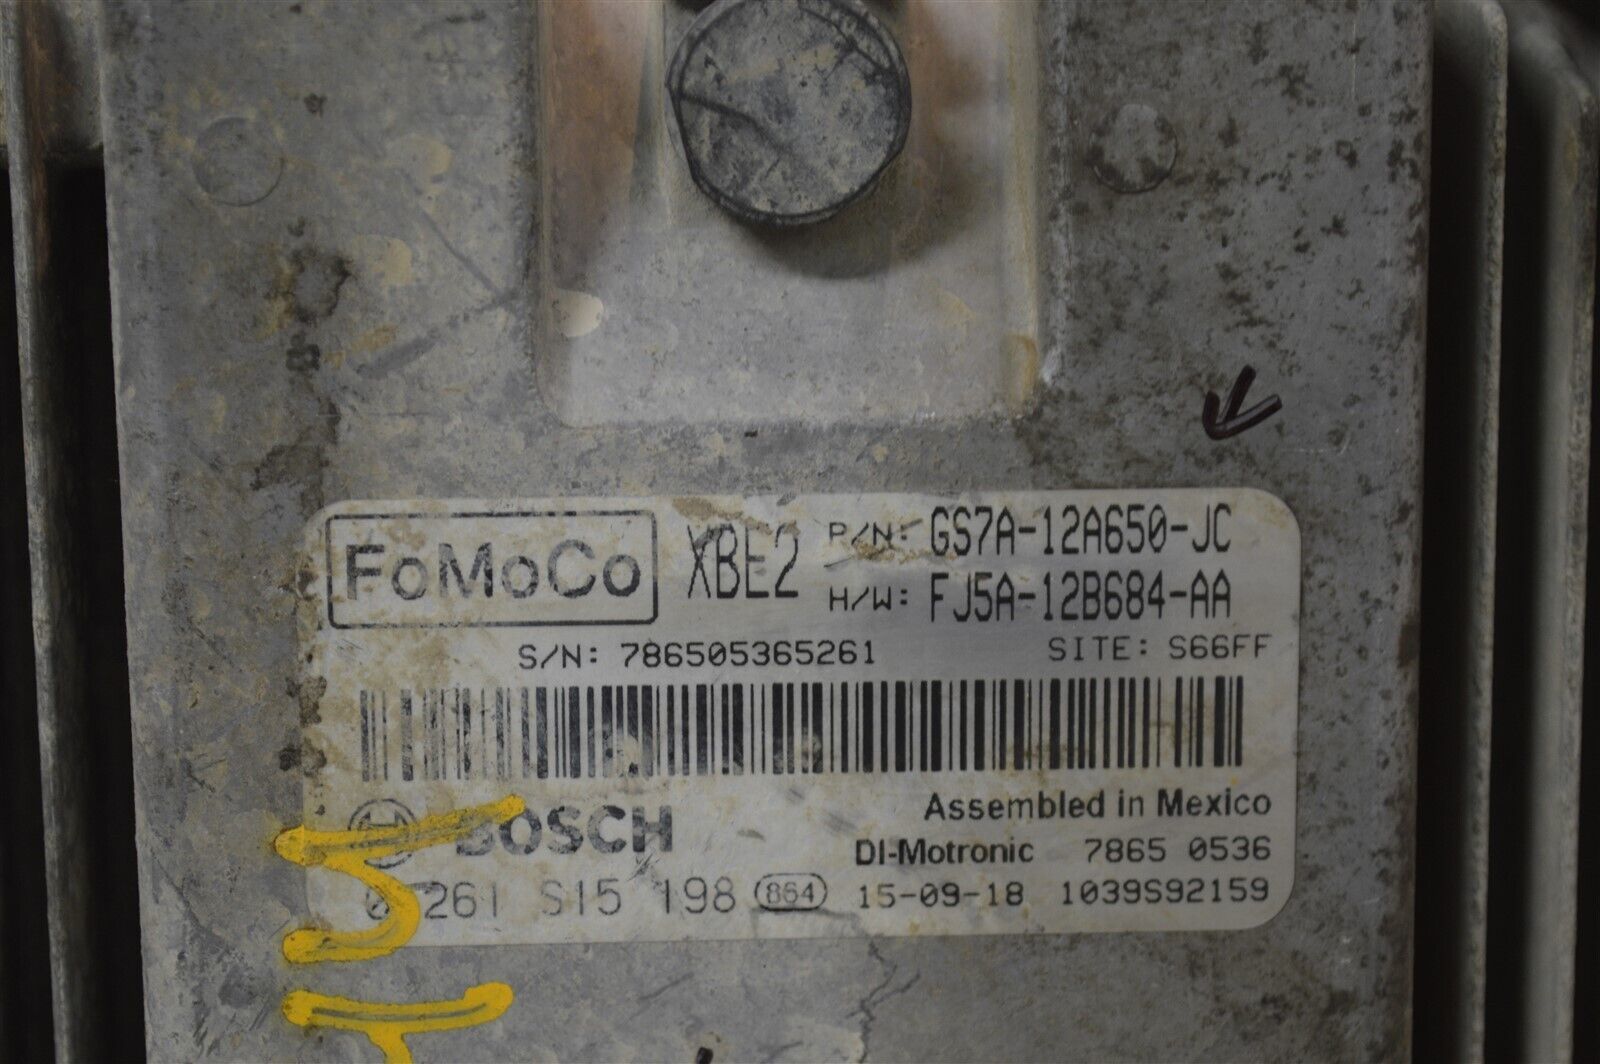 FoMoCo XBE2 P/N: GS7A-12A650-JC
H/W: FJ5A-12B684-AA
S/N: 786505365261 SITE: S66FF
BOSCH Assembled in Mexico
DI-Motronic 7865 0536
0 261 S15 198 864 15-09-18 1039S92159